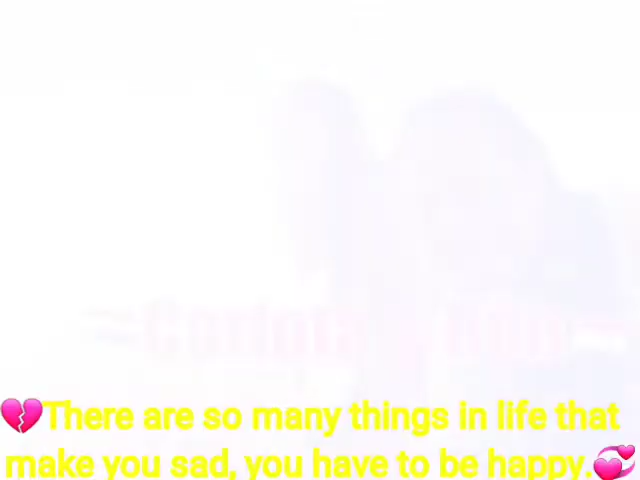 💔There are so many things in life that
make you sad, you have to be happy.💞